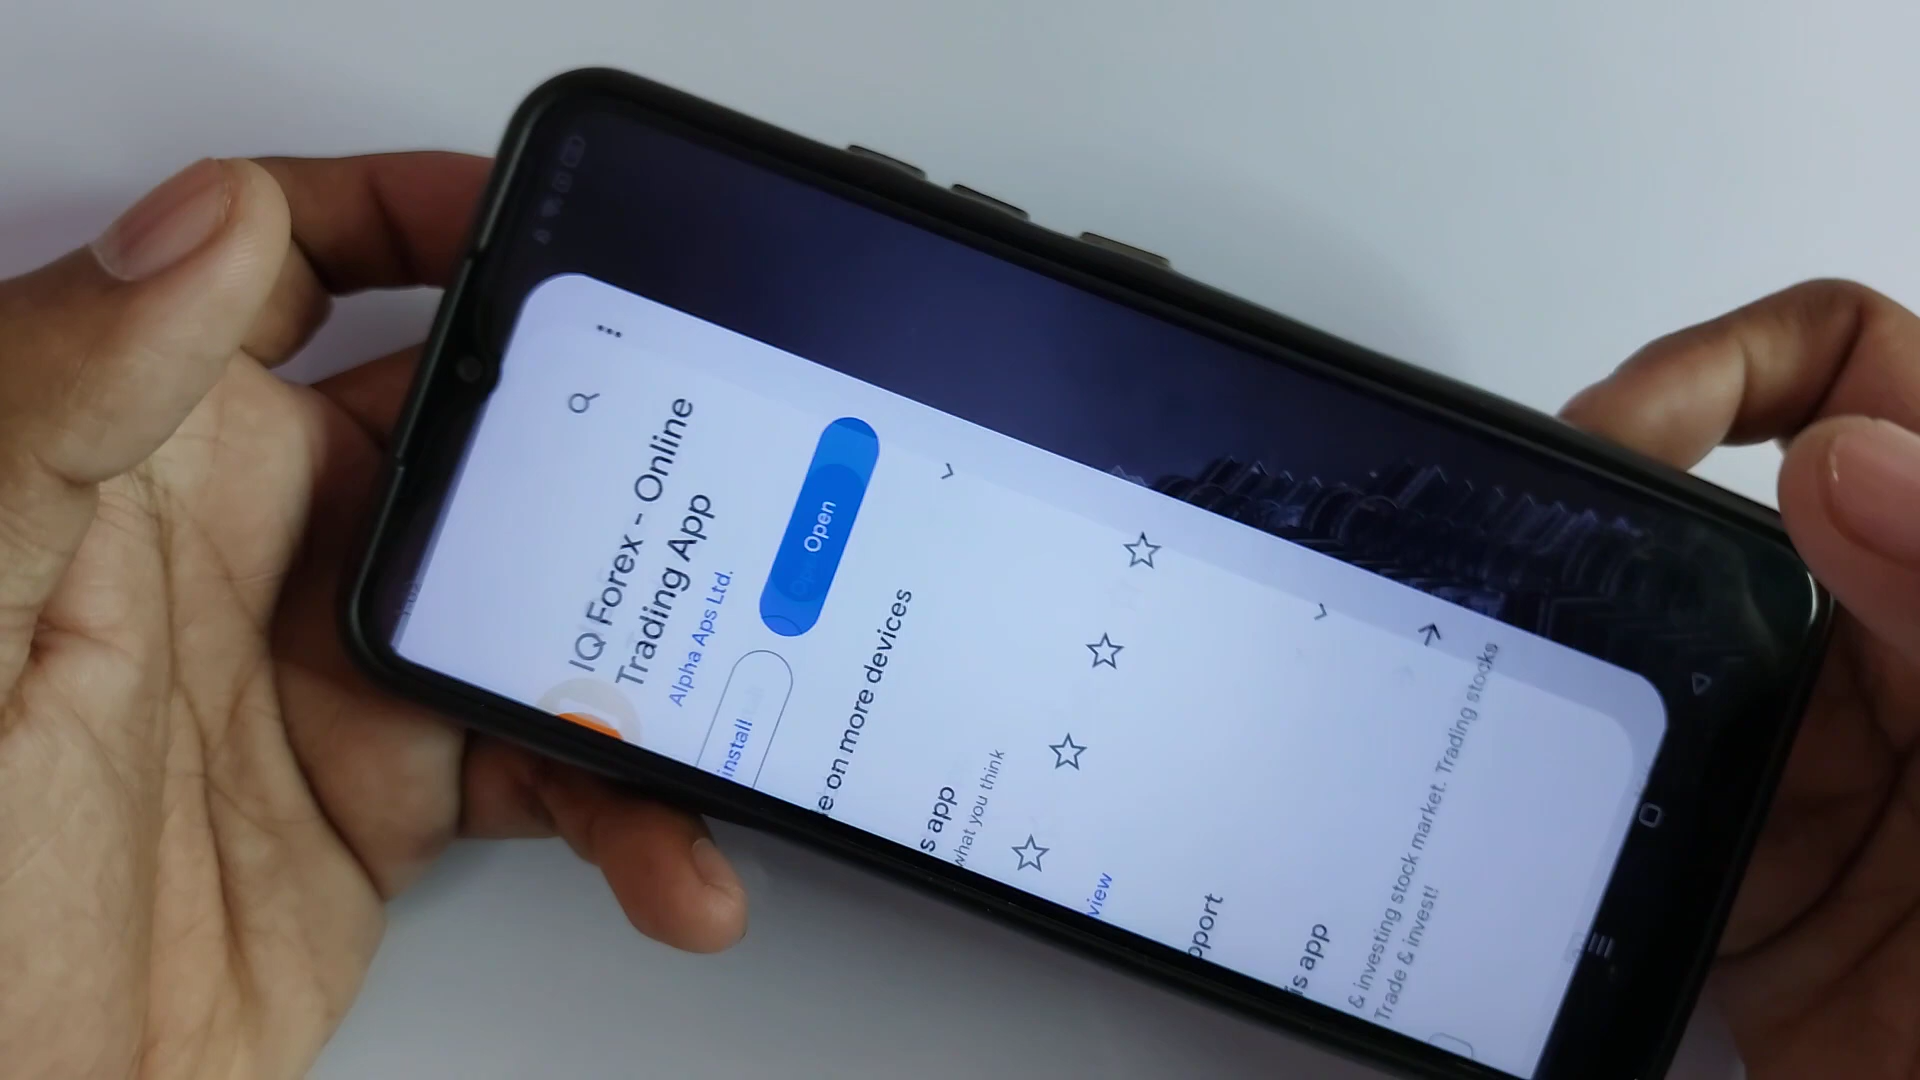 IQ Forex - Online
Trading App
Alpha Aps Ltd.
install
Open
e on more devices
s app
what you think
view
pport
is app
& investing stock market. Trading stocks
Trade & invest!